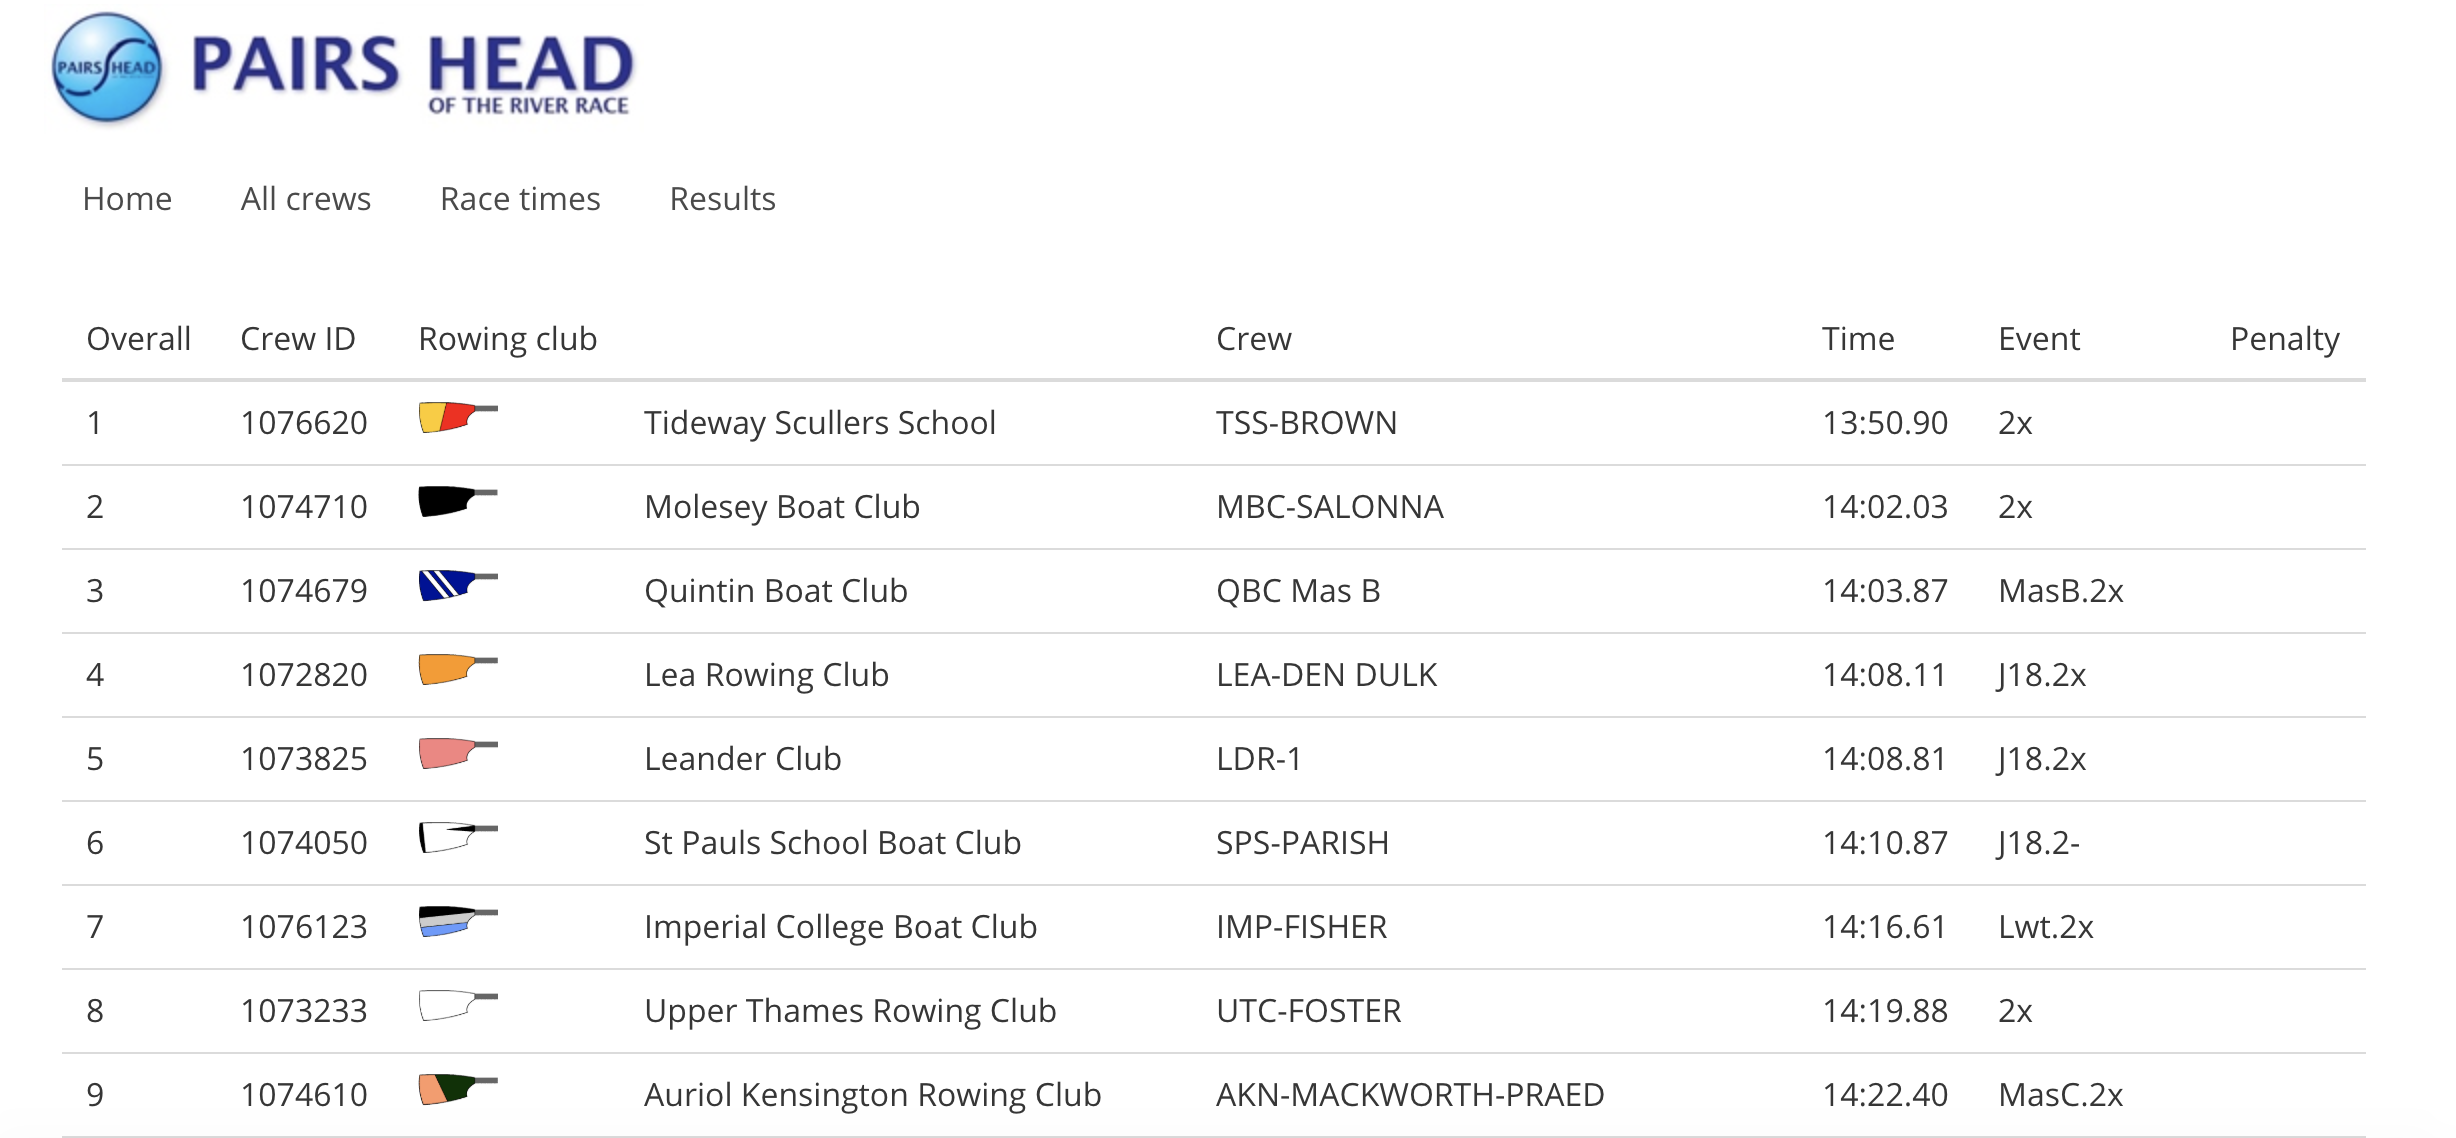 PAIRS HEAD
PAIRS HEAD
OF THE RIVER RACE
Home All crews Race times Results
Overall Crew ID Rowing club Crew Time Event Penalty
1 1076620 Tideway Scullers School TSS-BROWN 13:50.90 2x
2 1074710 Molesey Boat Club MBC-SALONNA 14:02.03 2x
3 1074679 Quintin Boat Club QBC Mas B 14:03.87 MasB.2x
4 1072820 Lea Rowing Club LEA-DEN DULK 14:08.11 J18.2x
5 1073825 Leander Club LDR-1 14:08.81 J18.2x
6 1074050 St Pauls School Boat Club SPS-PARISH 14:10.87 J18.2-
7 1076123 Imperial College Boat Club IMP-FISHER 14:16.61 Lwt.2x
8 1073233 Upper Thames Rowing Club UTC-FOSTER 14:19.88 2x
9 1074610 Auriol Kensington Rowing Club AKN-MACKWORTH-PRAED 14:22.40 MasC.2x